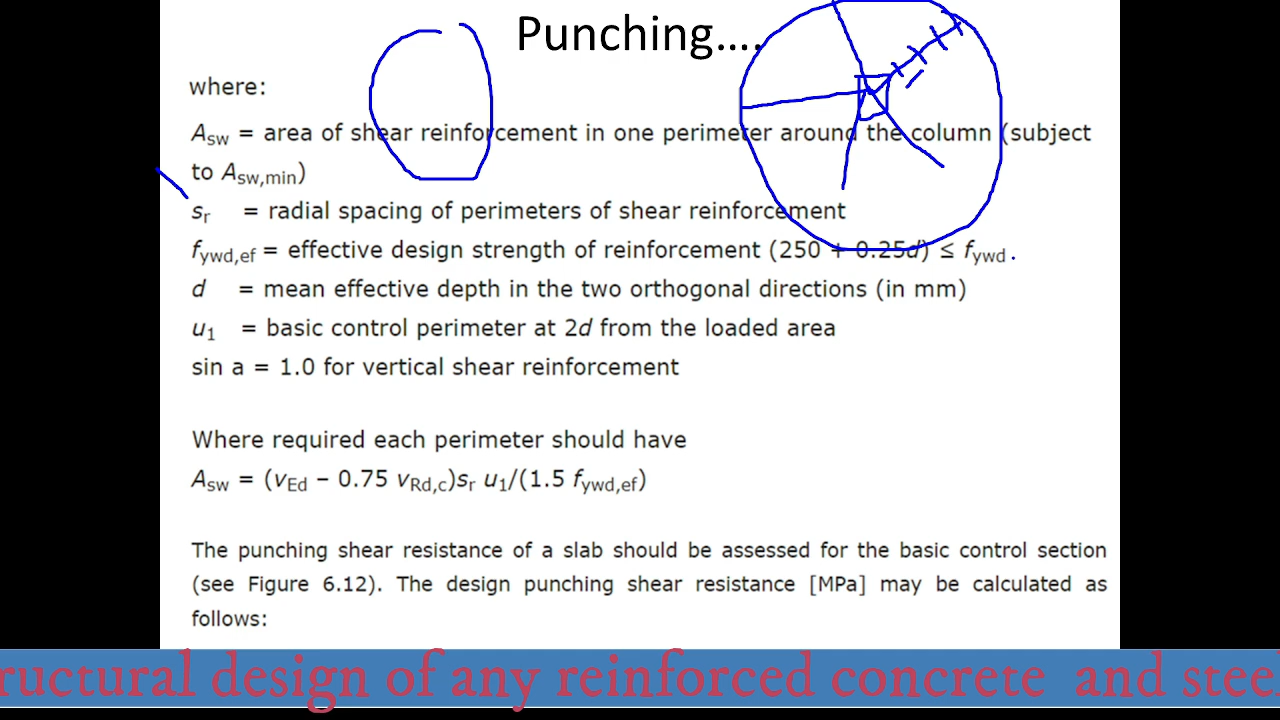 Punching….
where:
Asw = area of shear reinforcement in one perimeter around the column (subject
to Asw,min)
sr = radial spacing of perimeters of shear reinforcement
fywd,ef = effective design strength of reinforcement (250 + 0.25d) ≤ fywd.
d = mean effective depth in the two orthogonal directions (in mm)
u1 = basic control perimeter at 2d from the loaded area
sin a = 1.0 for vertical shear reinforcement
Where required each perimeter should have
Asw = (vEd – 0.75 vRd,c)sr u1/(1.5 fywd,ef)
The punching shear resistance of a slab should be assessed for the basic control section
(see Figure 6.12). The design punching shear resistance [MPa] may be calculated as
follows:
ructural design of any reinforced concrete and stee